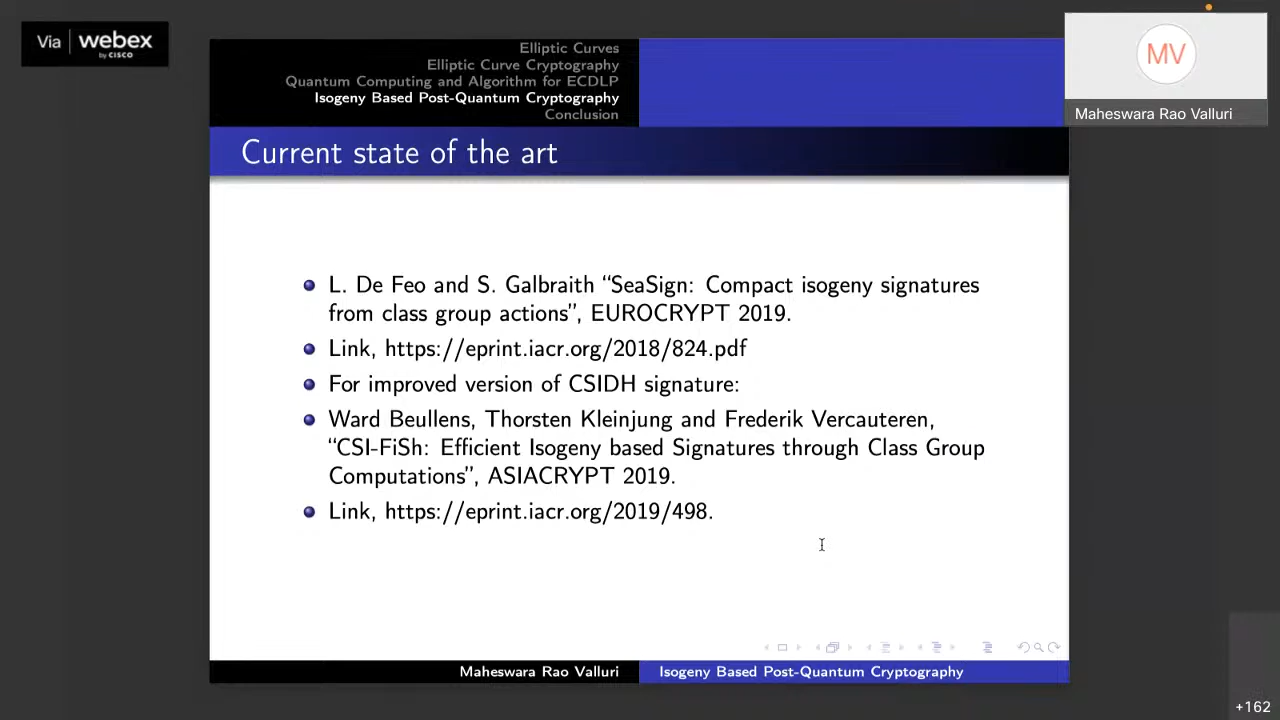 Via webex
by CISCO
Elliptic Curves
Elliptic Curve Cryptography
Quantum Computing and Algorithm for ECDLP
Isogeny Based Post-Quantum Cryptography
Conclusion
MV
Maheswara Rao Valluri
Current state of the art
L. De Feo and S. Galbraith “SeaSign: Compact isogeny signatures
from class group actions”, EUROCRYPT 2019.
Link, https://eprint.iacr.org/2018/824.pdf
For improved version of CSIDH signature:
Ward Beullens, Thorsten Kleinjung and Frederik Vercauteren,
“CSI-FiSh: Efficient Isogeny based Signatures through Class Group
Computations”, ASIACRYPT 2019.
Link, https://eprint.iacr.org/2019/498.
Maheswara Rao Valluri
Isogeny Based Post-Quantum Cryptography
+162